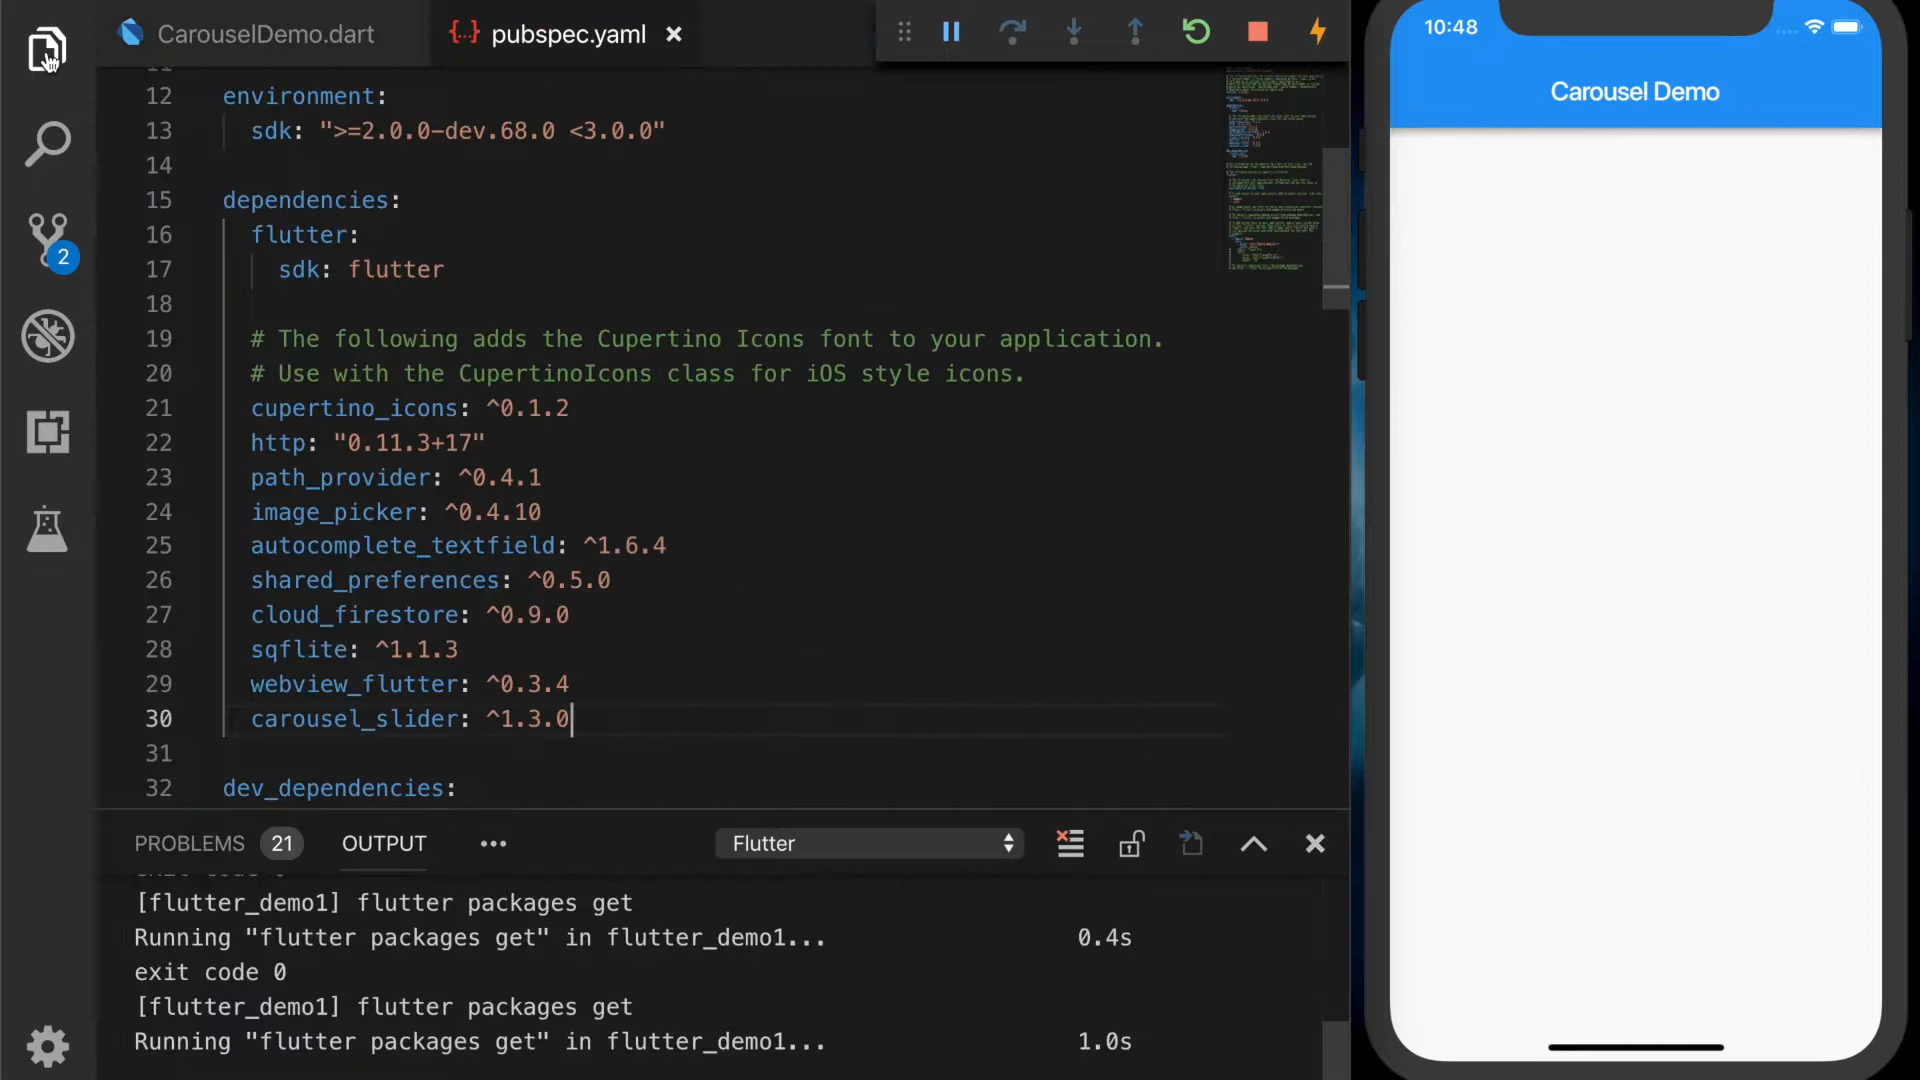 CarouselDemo.dart
{..} pubspec.yaml
12 environment:
13 sdk: ">=2.0.0-dev.68.0 <3.0.0"
14
15 dependencies:
16 flutter:
17 sdk: flutter
18
19 # The following adds the Cupertino Icons font to your application.
20 # Use with the CupertinoIcons class for iOS style icons.
21 cupertino_icons: ^0.1.2
22 http: "0.11.3+17"
23 path_provider: ^0.4.1
24 image_picker: ^0.4.10
25 autocomplete_textfield: ^1.6.4
26 shared_preferences: ^0.5.0
27 cloud_firestore: ^0.9.0
28 sqflite: ^1.1.3
29 webview_flutter: ^0.3.4
30 carousel_slider: ^1.3.0
31
32 dev_dependencies:
2
PROBLEMS 21 OUTPUT ••• Flutter
[flutter_demo1] flutter packages get
Running "flutter packages get" in flutter_demo1... 0.4s
exit code 0
[flutter_demo1] flutter packages get
Running "flutter packages get" in flutter_demo1... 1.0s
10:48
Carousel Demo